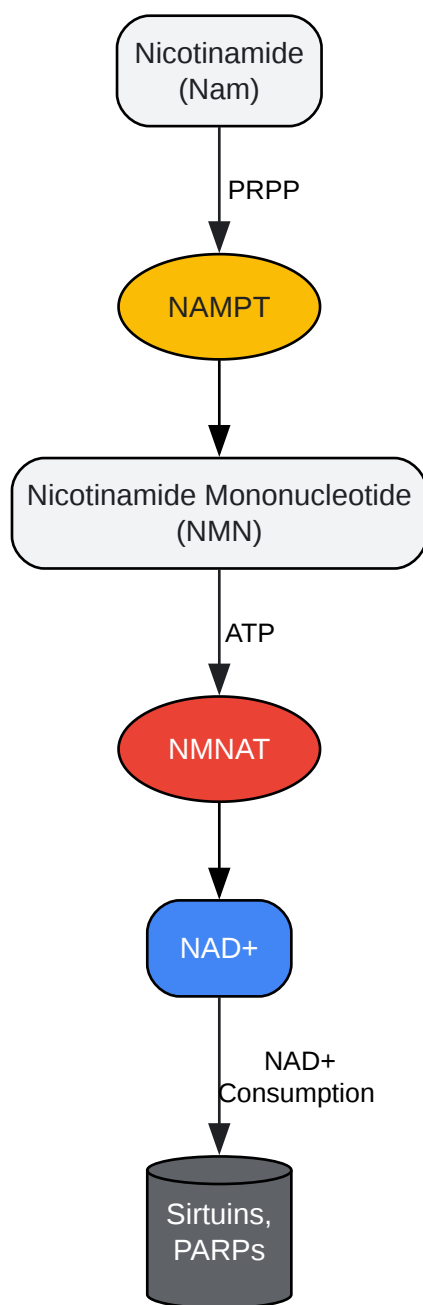 Nicotinamide
(Nam)
PRPP
NAMPT
Nicotinamide Mononucleotide
(NMN)
ATP
NMNAT
NAD+
NAD+
Consumption
Sirtuins,
PARPs